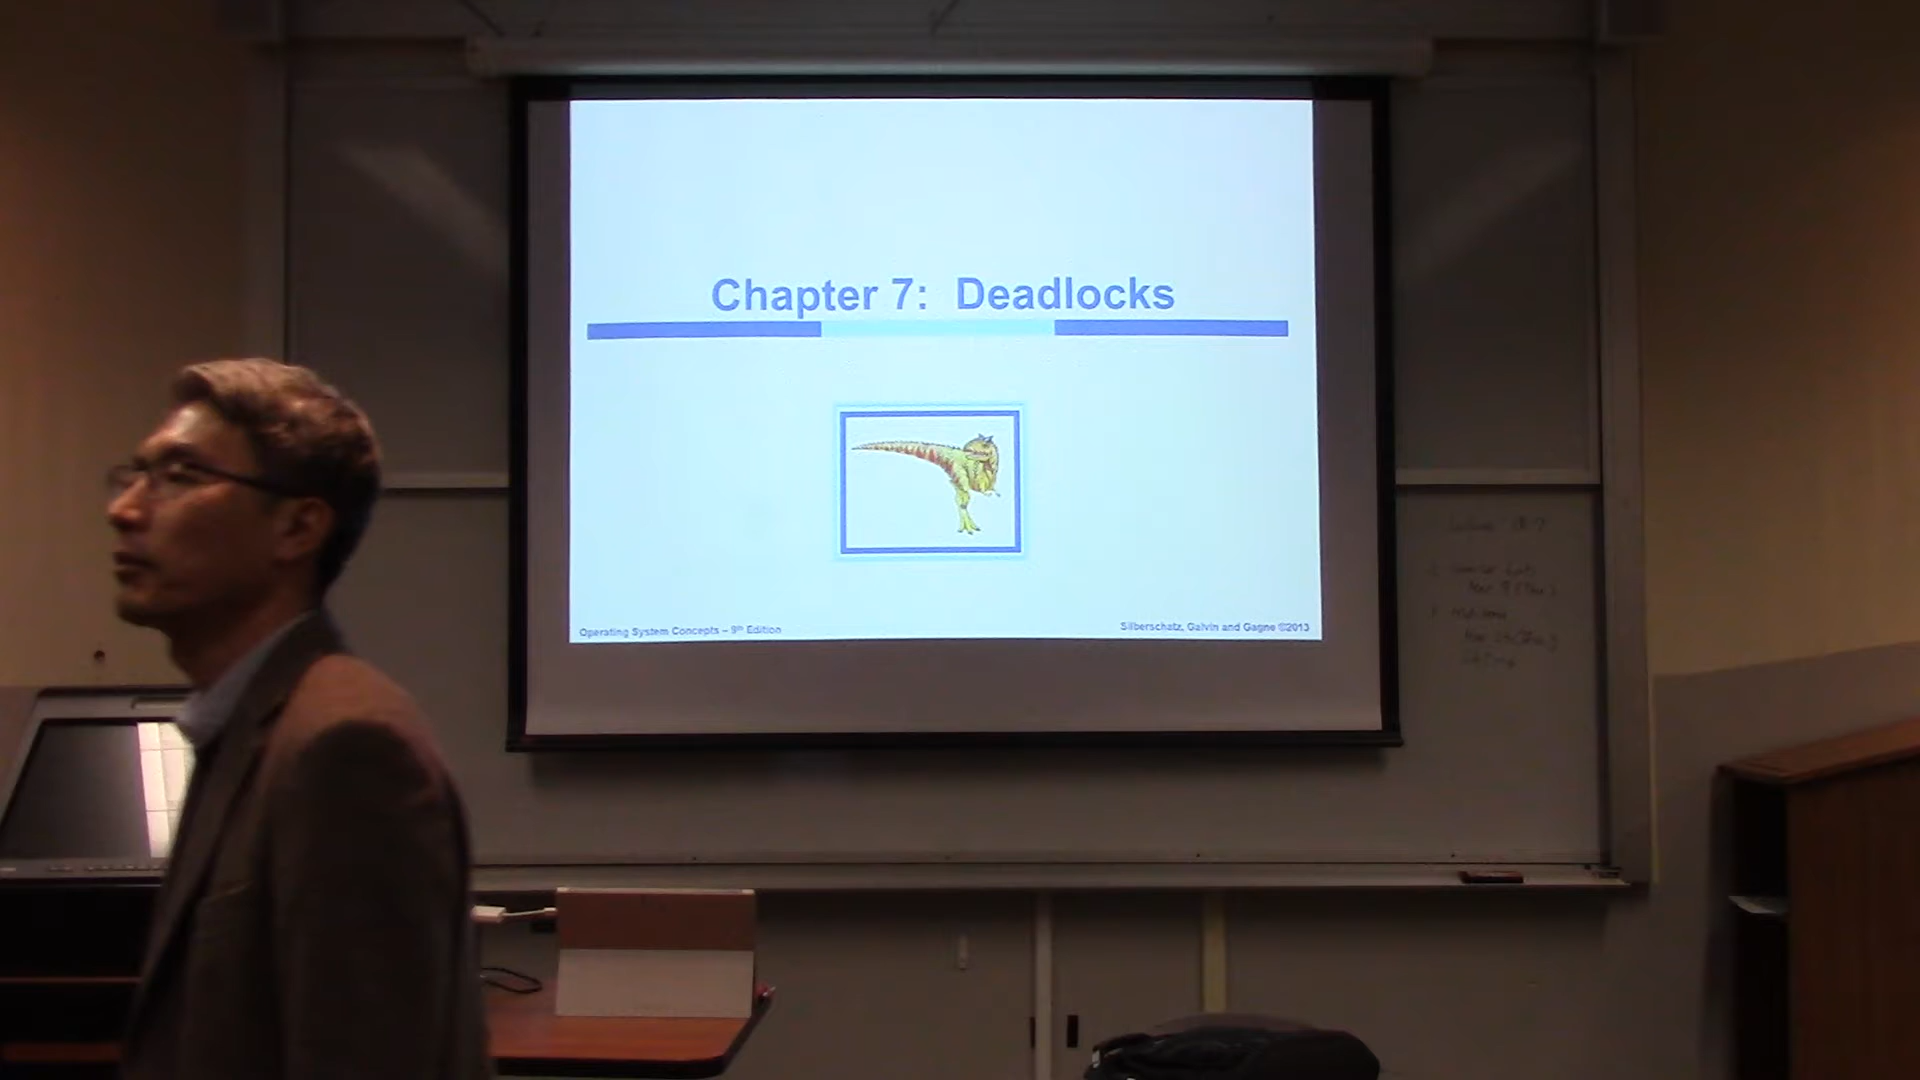 Chapter 7: Deadlocks
Operating System Concepts – 9th Edition
Silberschatz, Galvin and Gagne ©2013